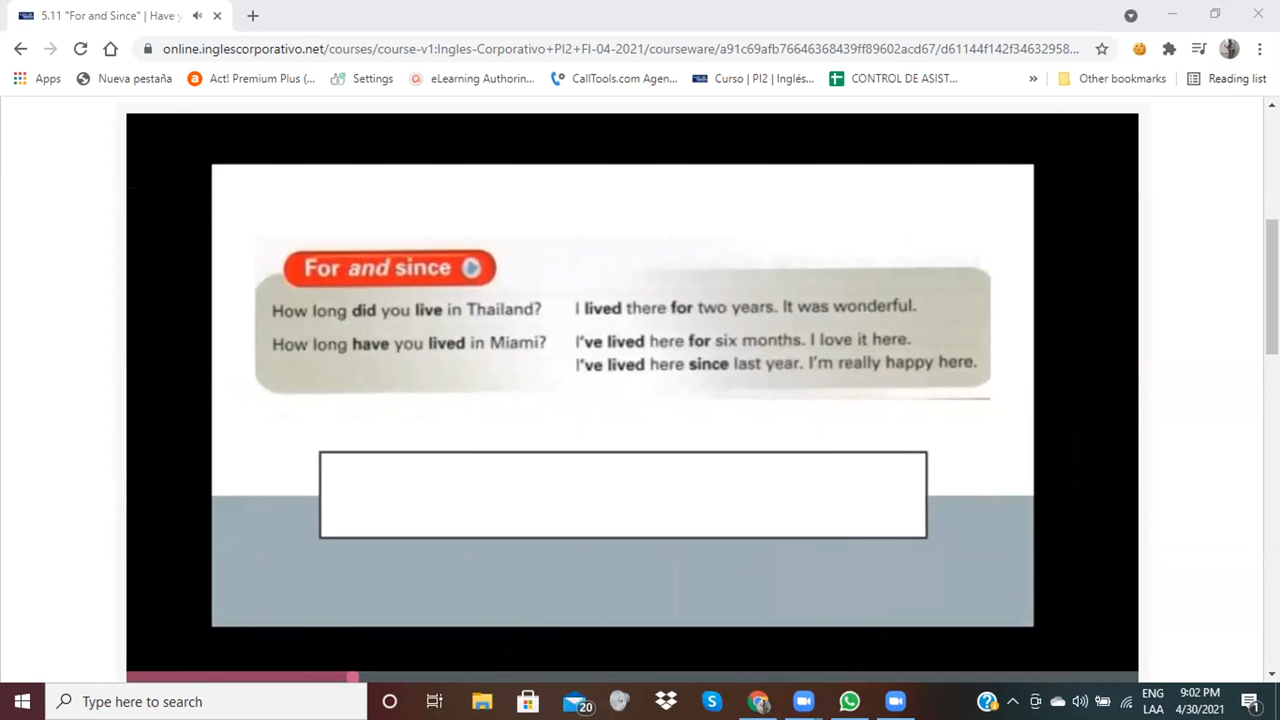 5.11 "For and Since" | Have y
online.inglescorporativo.net/courses/course-v1:Ingles-Corporativo+PI2+FI-04-2021/courseware/a91c69afb76646368439ff89602acd67/d61144f142f34632958...
Apps Nueva pestaña Act! Premium Plus (... Settings eLearning Authorin... CallTools.com Agen... Curso | PI2 | Inglés... CONTROL DE ASIST... » Other bookmarks Reading list
For and since
How long did you live in Thailand? I lived there for two years. It was wonderful.
How long have you lived in Miami? I've lived here for six months. I love it here.
I've lived here since last year. I'm really happy here.
Type here to search 20 ENG 9:02 PM
LAA 4/30/2021 1